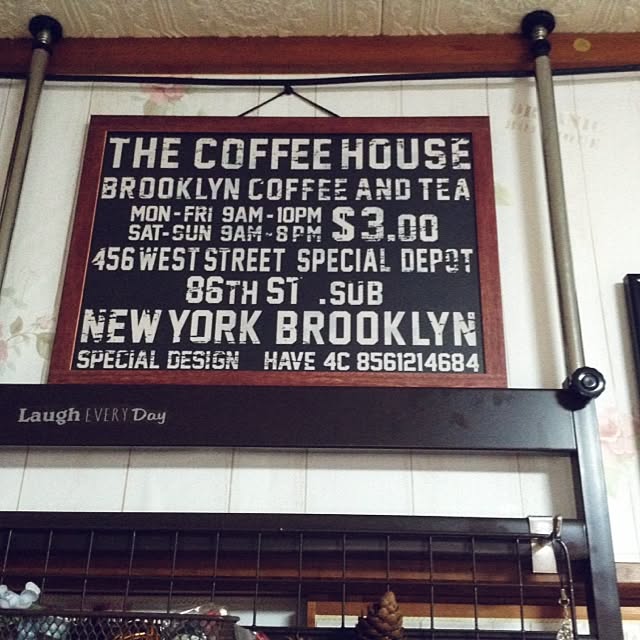 THE COFFEE HOUSE
BROOKLYN COFFEE AND TEA
MON-FRI 9AM-10PM
SAT-SUN 9AM-8PM
$3.00
456 WEST STREET SPECIAL DEPOT
86TH ST .SUB
NEW YORK BROOKLYN
SPECIAL DESIGN HAVE 4C 8561214684
Laugh EVERY Day